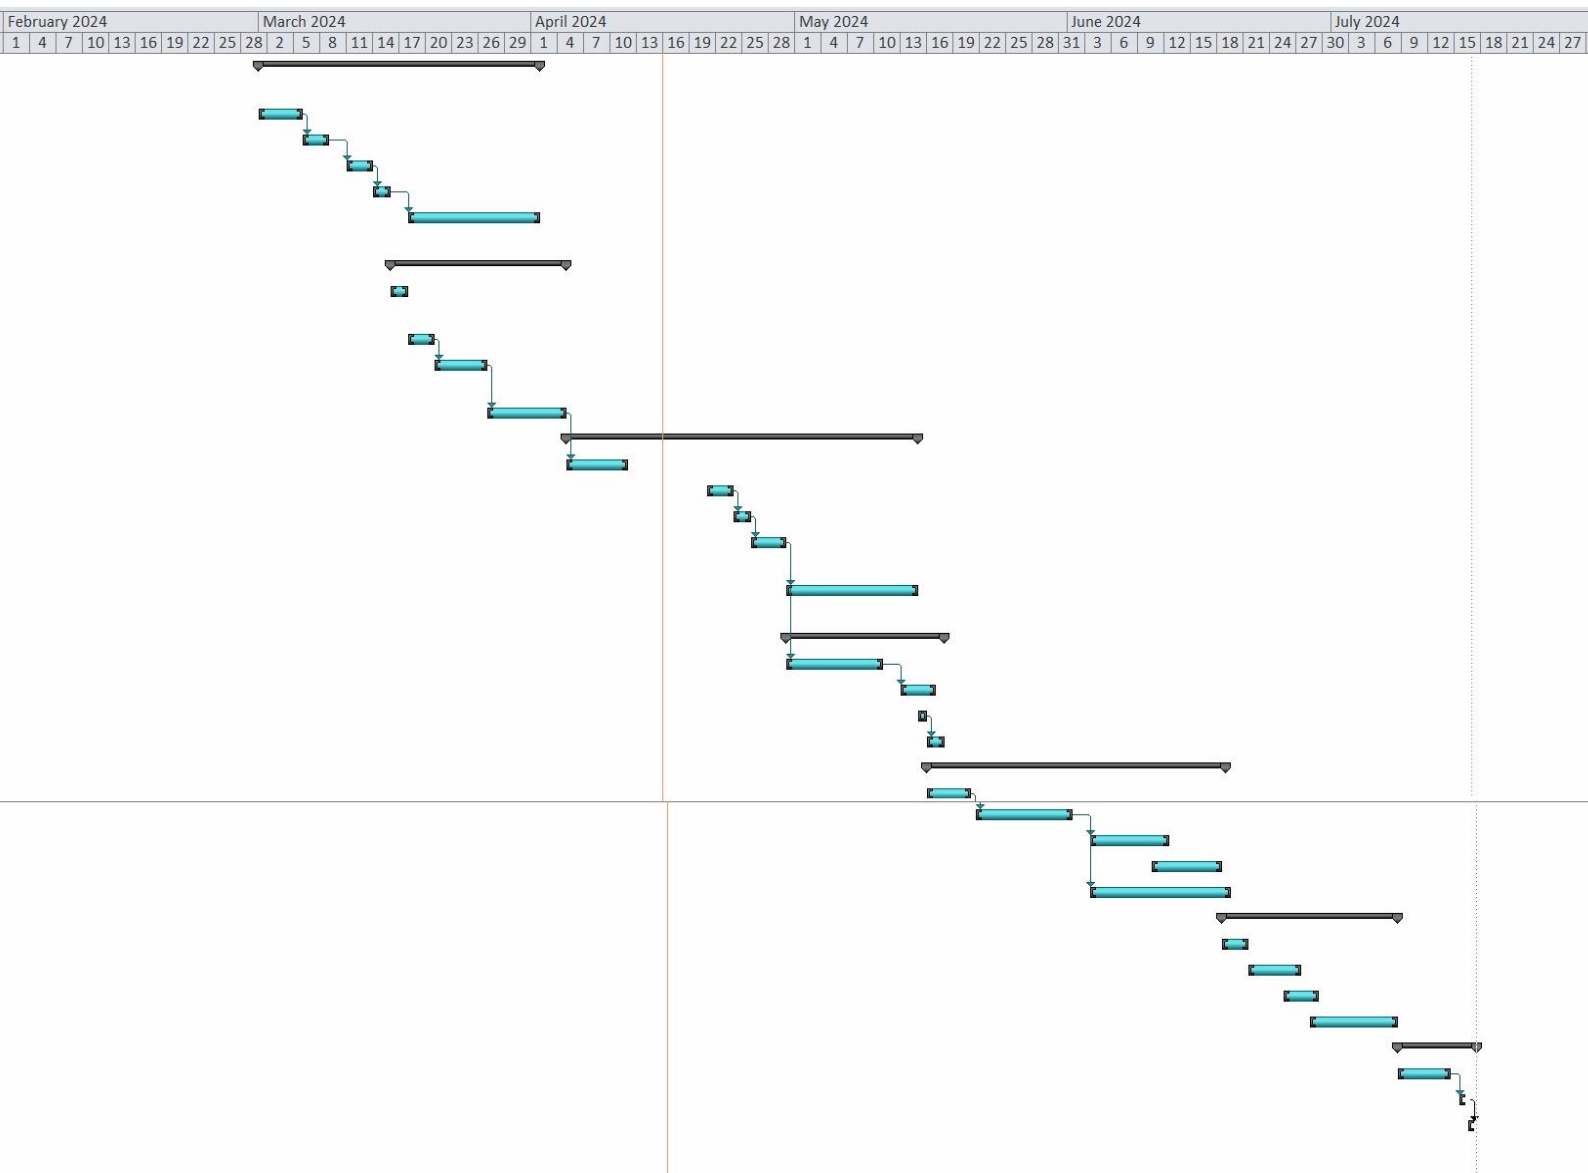 February 2024 March 2024 April 2024 May 2024 June 2024 July 2024
1 4 7 10 13 16 19 22 25 28 2 5 8 11 14 17 20 23 26 29 1 4 7 10 13 16 19 22 25 28 1 4 7 10 13 16 19 22 25 28 31 3 6 9 12 15 18 21 24 27 30 3 6 9 12 15 18 21 24 27